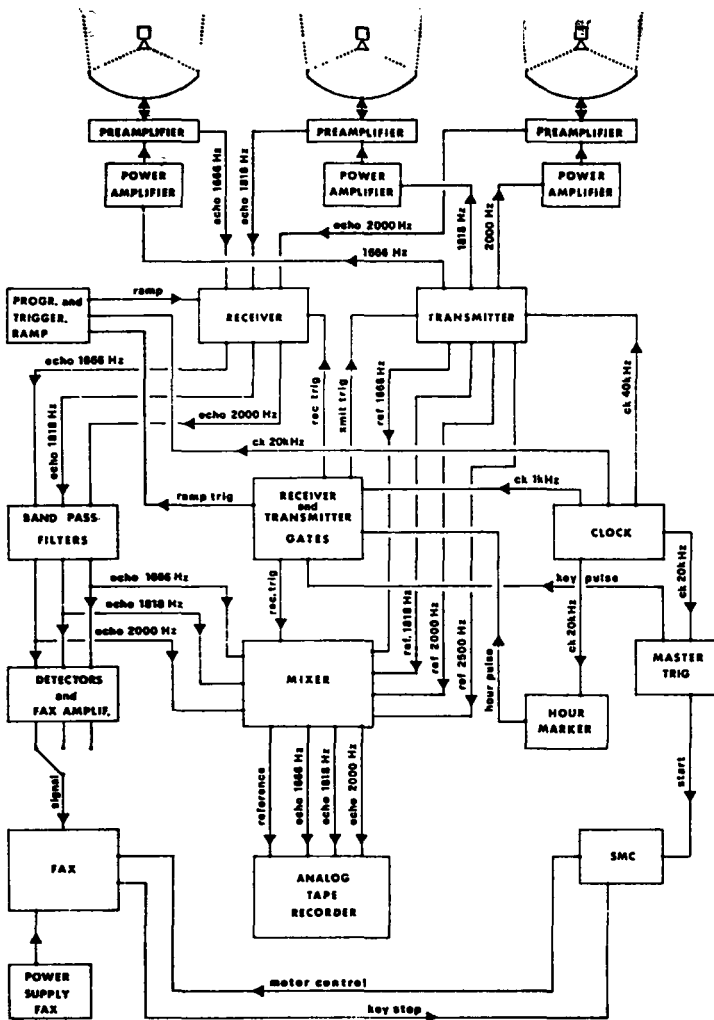 PREAMPLIFIER
PREAMPLIFIER
PREAMPLIFIER
POWER
AMPLIFIER
POWER
AMPLIFIER
POWER
AMPLIFIER
echo 1666 Hz
echo 1818 Hz
echo 2000 Hz
1666 Hz
1818 Hz
2000 Hz
PROGR. and
TRIGGER.
RAMP
ramp
RECEIVER
TRANSMITTER
echo 1666 Hz
echo 1818 Hz
echo 2000 Hz
rec trig
xmit trig
ref 1666 Hz
ck 40kHz
ck 20kHz
ramp trig
RECEIVER
and
TRANSMITTER
GATES
ck 1kHz
CLOCK
BAND PASS-
FILTERS
echo 1666 Hz
echo 1818 Hz
echo 2000 Hz
rec. trig
key pulse
ck 20kHz
ck 20kHz
ref. 1818 Hz
ref 2000 Hz
ref 2500 Hz
hour pulse
DETECTORS
and
FAX AMPLIF.
MIXER
MASTER
TRIG
HOUR
MARKER
signal
reference
echo 1666 Hz
echo 1818 Hz
echo 2000 Hz
start
FAX
ANALOG
TAPE
RECORDER
SMC
POWER
SUPPLY
FAX
motor control
key stop